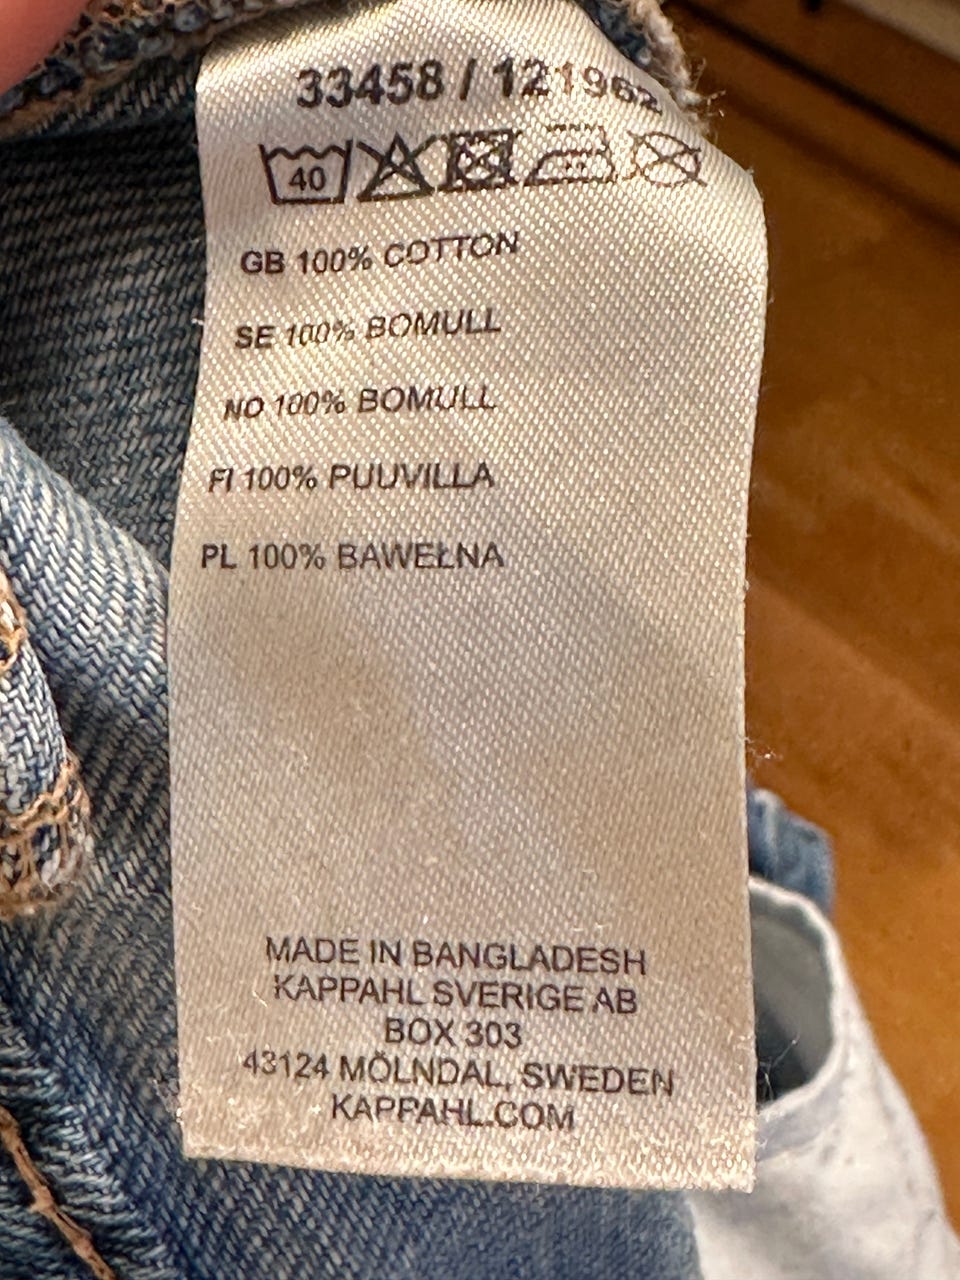 33458 / 121962
40
GB 100% COTTON
SE 100% BOMULL
NO 100% BOMULL
FI 100% PUUVILLA
PL 100% BAWEŁNA
MADE IN BANGLADESH
KAPPAHL SVERIGE AB
BOX 303
43124 MÖLNDAL, SWEDEN
KAPPAHL.COM